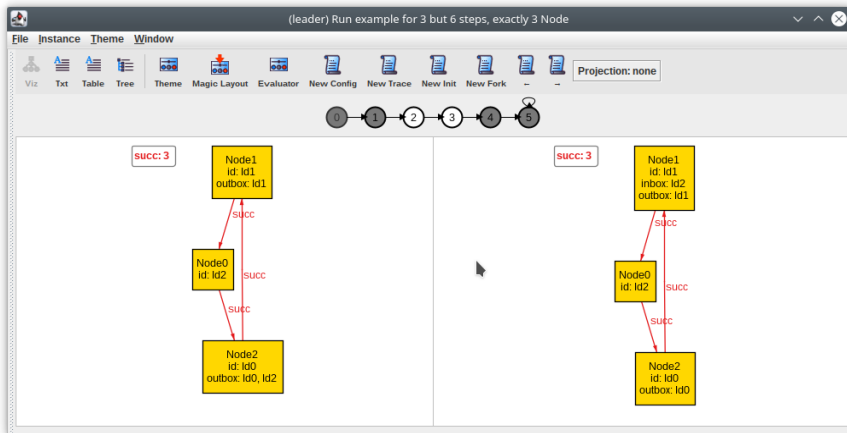 (leader) Run example for 3 but 6 steps, exactly 3 Node
File Instance Theme Window
Viz Txt Table Tree Theme Magic Layout Evaluator New Config New Trace New Init New Fork ← → Projection: none
0 1 2 3 4 5
succ: 3
Node1
id: Id1
outbox: Id1
succ
Node0
id: Id2
succ
succ
Node2
id: Id0
outbox: Id0, Id2
succ: 3
Node1
id: Id1
inbox: Id2
outbox: Id1
succ
Node0
id: Id2
succ
succ
Node2
id: Id0
outbox: Id0